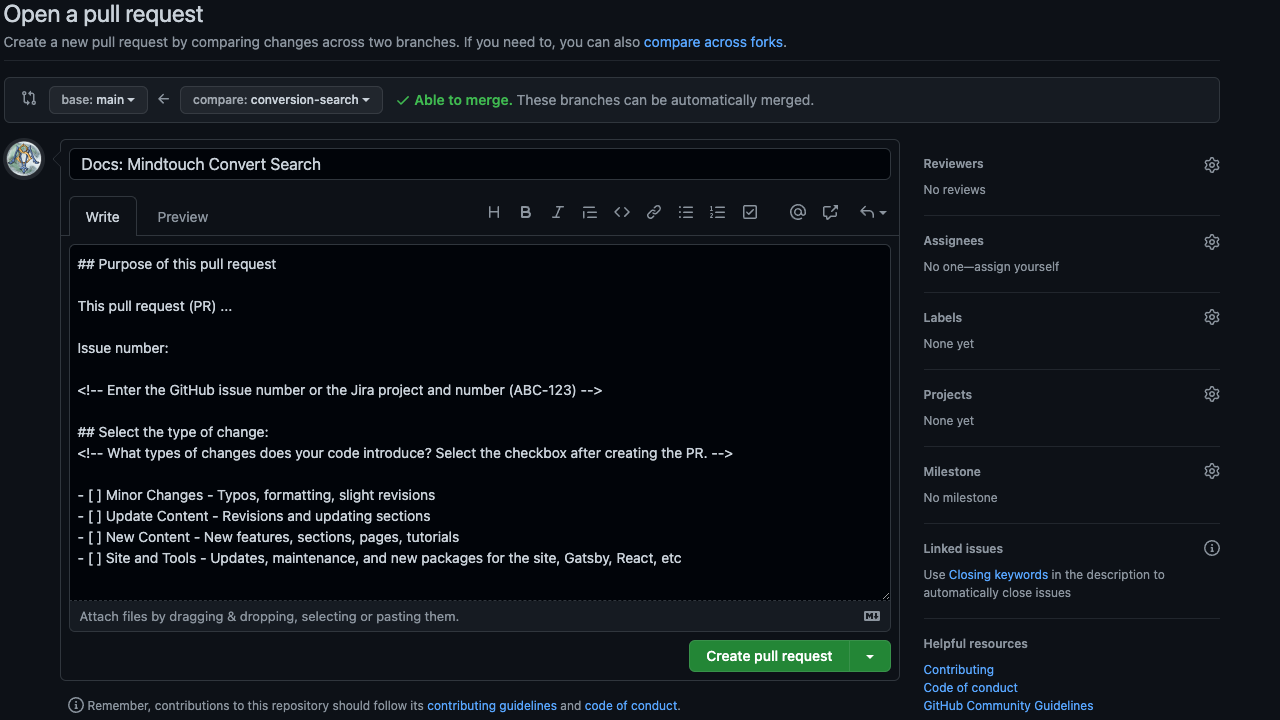 Open a pull request
Create a new pull request by comparing changes across two branches. If you need to, you can also compare across forks.
base: main
compare: conversion-search
Able to merge. These branches can be automatically merged.
Docs: Mindtouch Convert Search
Write
Preview
## Purpose of this pull request
This pull request (PR) ...
Issue number:
<!-- Enter the GitHub issue number or the Jira project and number (ABC-123) -->
## Select the type of change:
<!-- What types of changes does your code introduce? Select the checkbox after creating the PR. -->
- [ ] Minor Changes - Typos, formatting, slight revisions
- [ ] Update Content - Revisions and updating sections
- [ ] New Content - New features, sections, pages, tutorials
- [ ] Site and Tools - Updates, maintenance, and new packages for the site, Gatsby, React, etc
Attach files by dragging & dropping, selecting or pasting them.
Create pull request
Remember, contributions to this repository should follow its contributing guidelines and code of conduct.
Reviewers
No reviews
Assignees
No one—assign yourself
Labels
None yet
Projects
None yet
Milestone
No milestone
Linked issues
Use Closing keywords in the description to
automatically close issues
Helpful resources
Contributing
Code of conduct
GitHub Community Guidelines